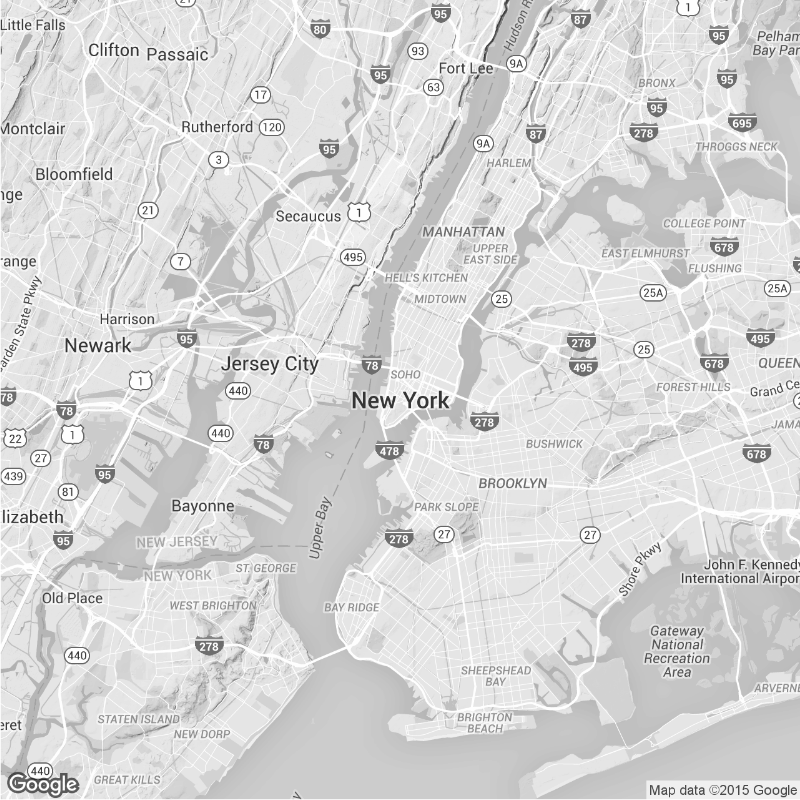 Little Falls
21
80
95
87
1
Clifton
Passaic
93
Hudson R
95
Pelham
Bay Par
Fort Lee
9A
95
63
95
BRONX
17
95
Montclair
Rutherford
120
278
695
87
3
95
9A
THROGGS NECK
HARLEM
Bloomfield
nge
21
Secaucus
1
MANHATTAN
COLLEGE POINT
678
UPPER
EAST SIDE
EAST ELMHURST
range
7
495
FLUSHING
HELL'S KITCHEN
MIDTOWN
25
25A
25A
arden State Pkwy
Harrison
95
278
495
Newark
25
Jersey City
78
495
678
QUEEN
SOHO
1
440
FOREST HILLS
Grand Ce
78
78
New York
278
JAMA
22
1
440
78
478
BUSHWICK
678
27
439
95
BROOKLYN
81
Bayonne
PARK SLOPE
lizabeth
Upper Bay
95
NEW JERSEY
278
27
27
NEW YORK
ST. GEORGE
Shore Pkwy
John F. Kennedy
International Airpor
Old Place
WEST BRIGHTON
BAY RIDGE
278
Gateway
National
Recreation
Area
440
SHEEPSHEAD
BAY
ARVERNE
STATEN ISLAND
BRIGHTON
BEACH
eret
NEW DORP
440
GREAT KILLS
Google
Map data ©2015 Google